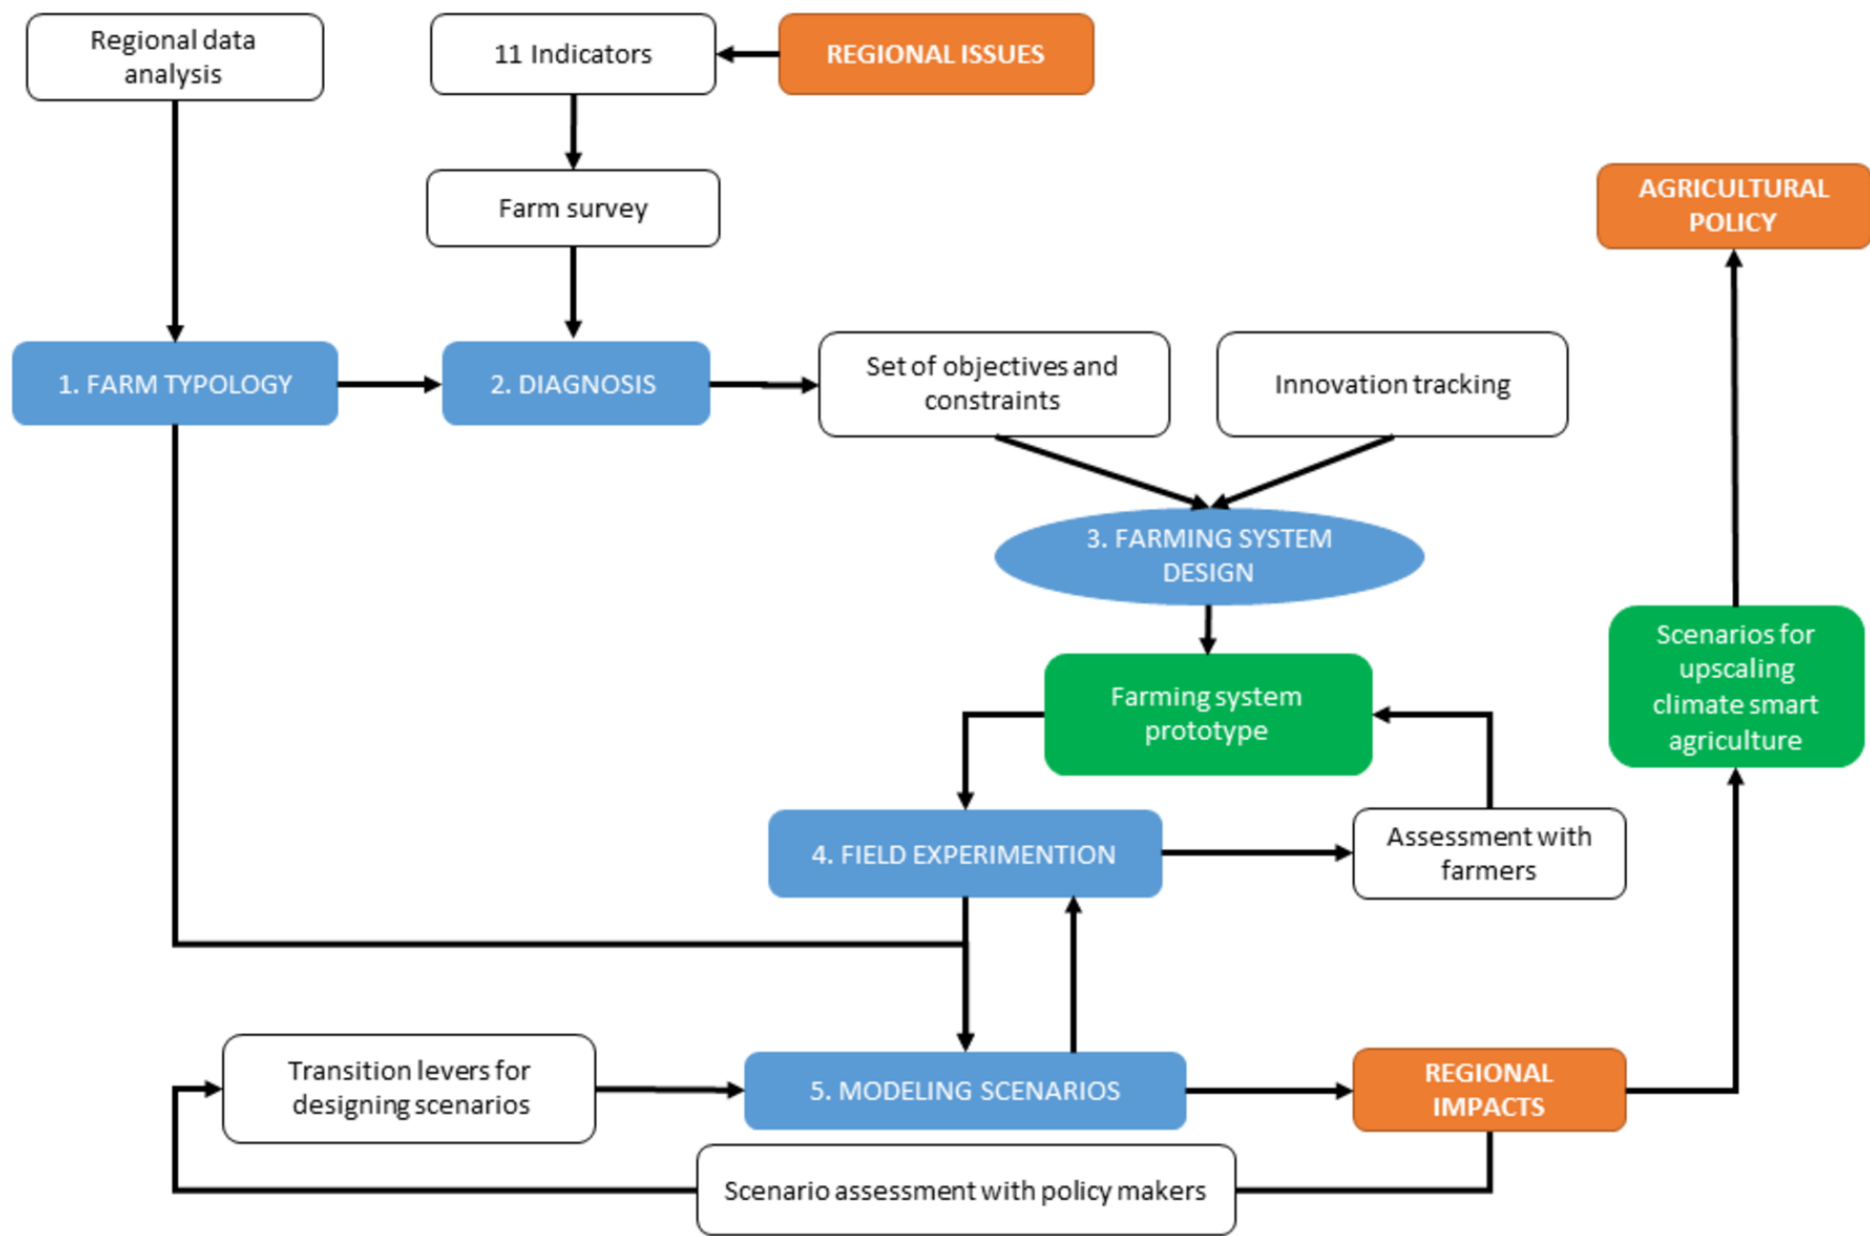 Regional data
analysis
11 Indicators
REGIONAL ISSUES
Farm survey
AGRICULTURAL
POLICY
1. FARM TYPOLOGY
2. DIAGNOSIS
Set of objectives and
constraints
Innovation tracking
3. FARMING SYSTEM
DESIGN
Farming system
prototype
Scenarios for
upscaling
climate smart
agriculture
4. FIELD EXPERIMENTION
Assessment with
farmers
Transition levers for
designing scenarios
5. MODELING SCENARIOS
REGIONAL
IMPACTS
Scenario assessment with policy makers